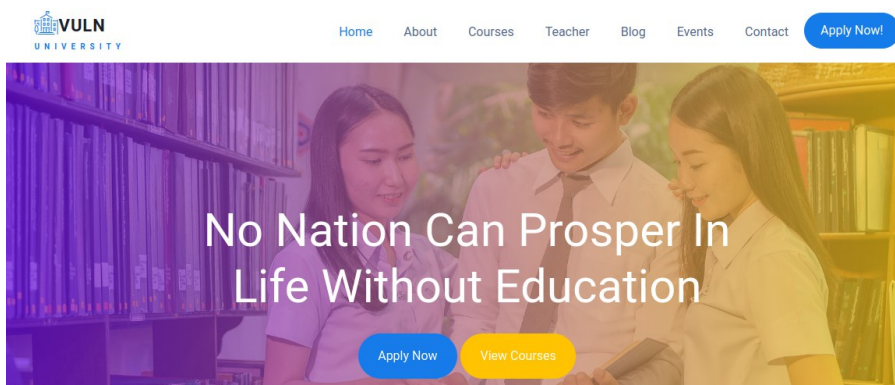 VULN
UNIVERSITY
Home About Courses Teacher Blog Events Contact Apply Now!
No Nation Can Prosper In
Life Without Education
Apply Now View Courses